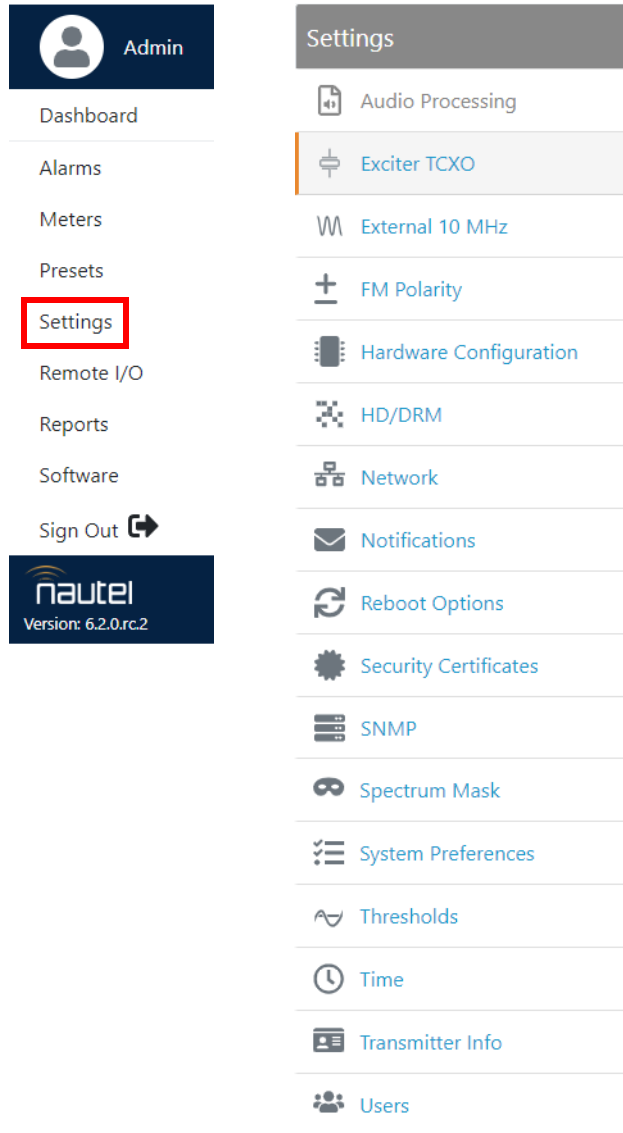 Admin
Dashboard
Alarms
Meters
Presets
Settings
Remote I/O
Reports
Software
Sign Out
nautel
Version: 6.2.0.rc.2
Settings
Audio Processing
Exciter TCXO
External 10 MHz
FM Polarity
Hardware Configuration
HD/DRM
Network
Notifications
Reboot Options
Security Certificates
SNMP
Spectrum Mask
System Preferences
Thresholds
Time
Transmitter Info
Users